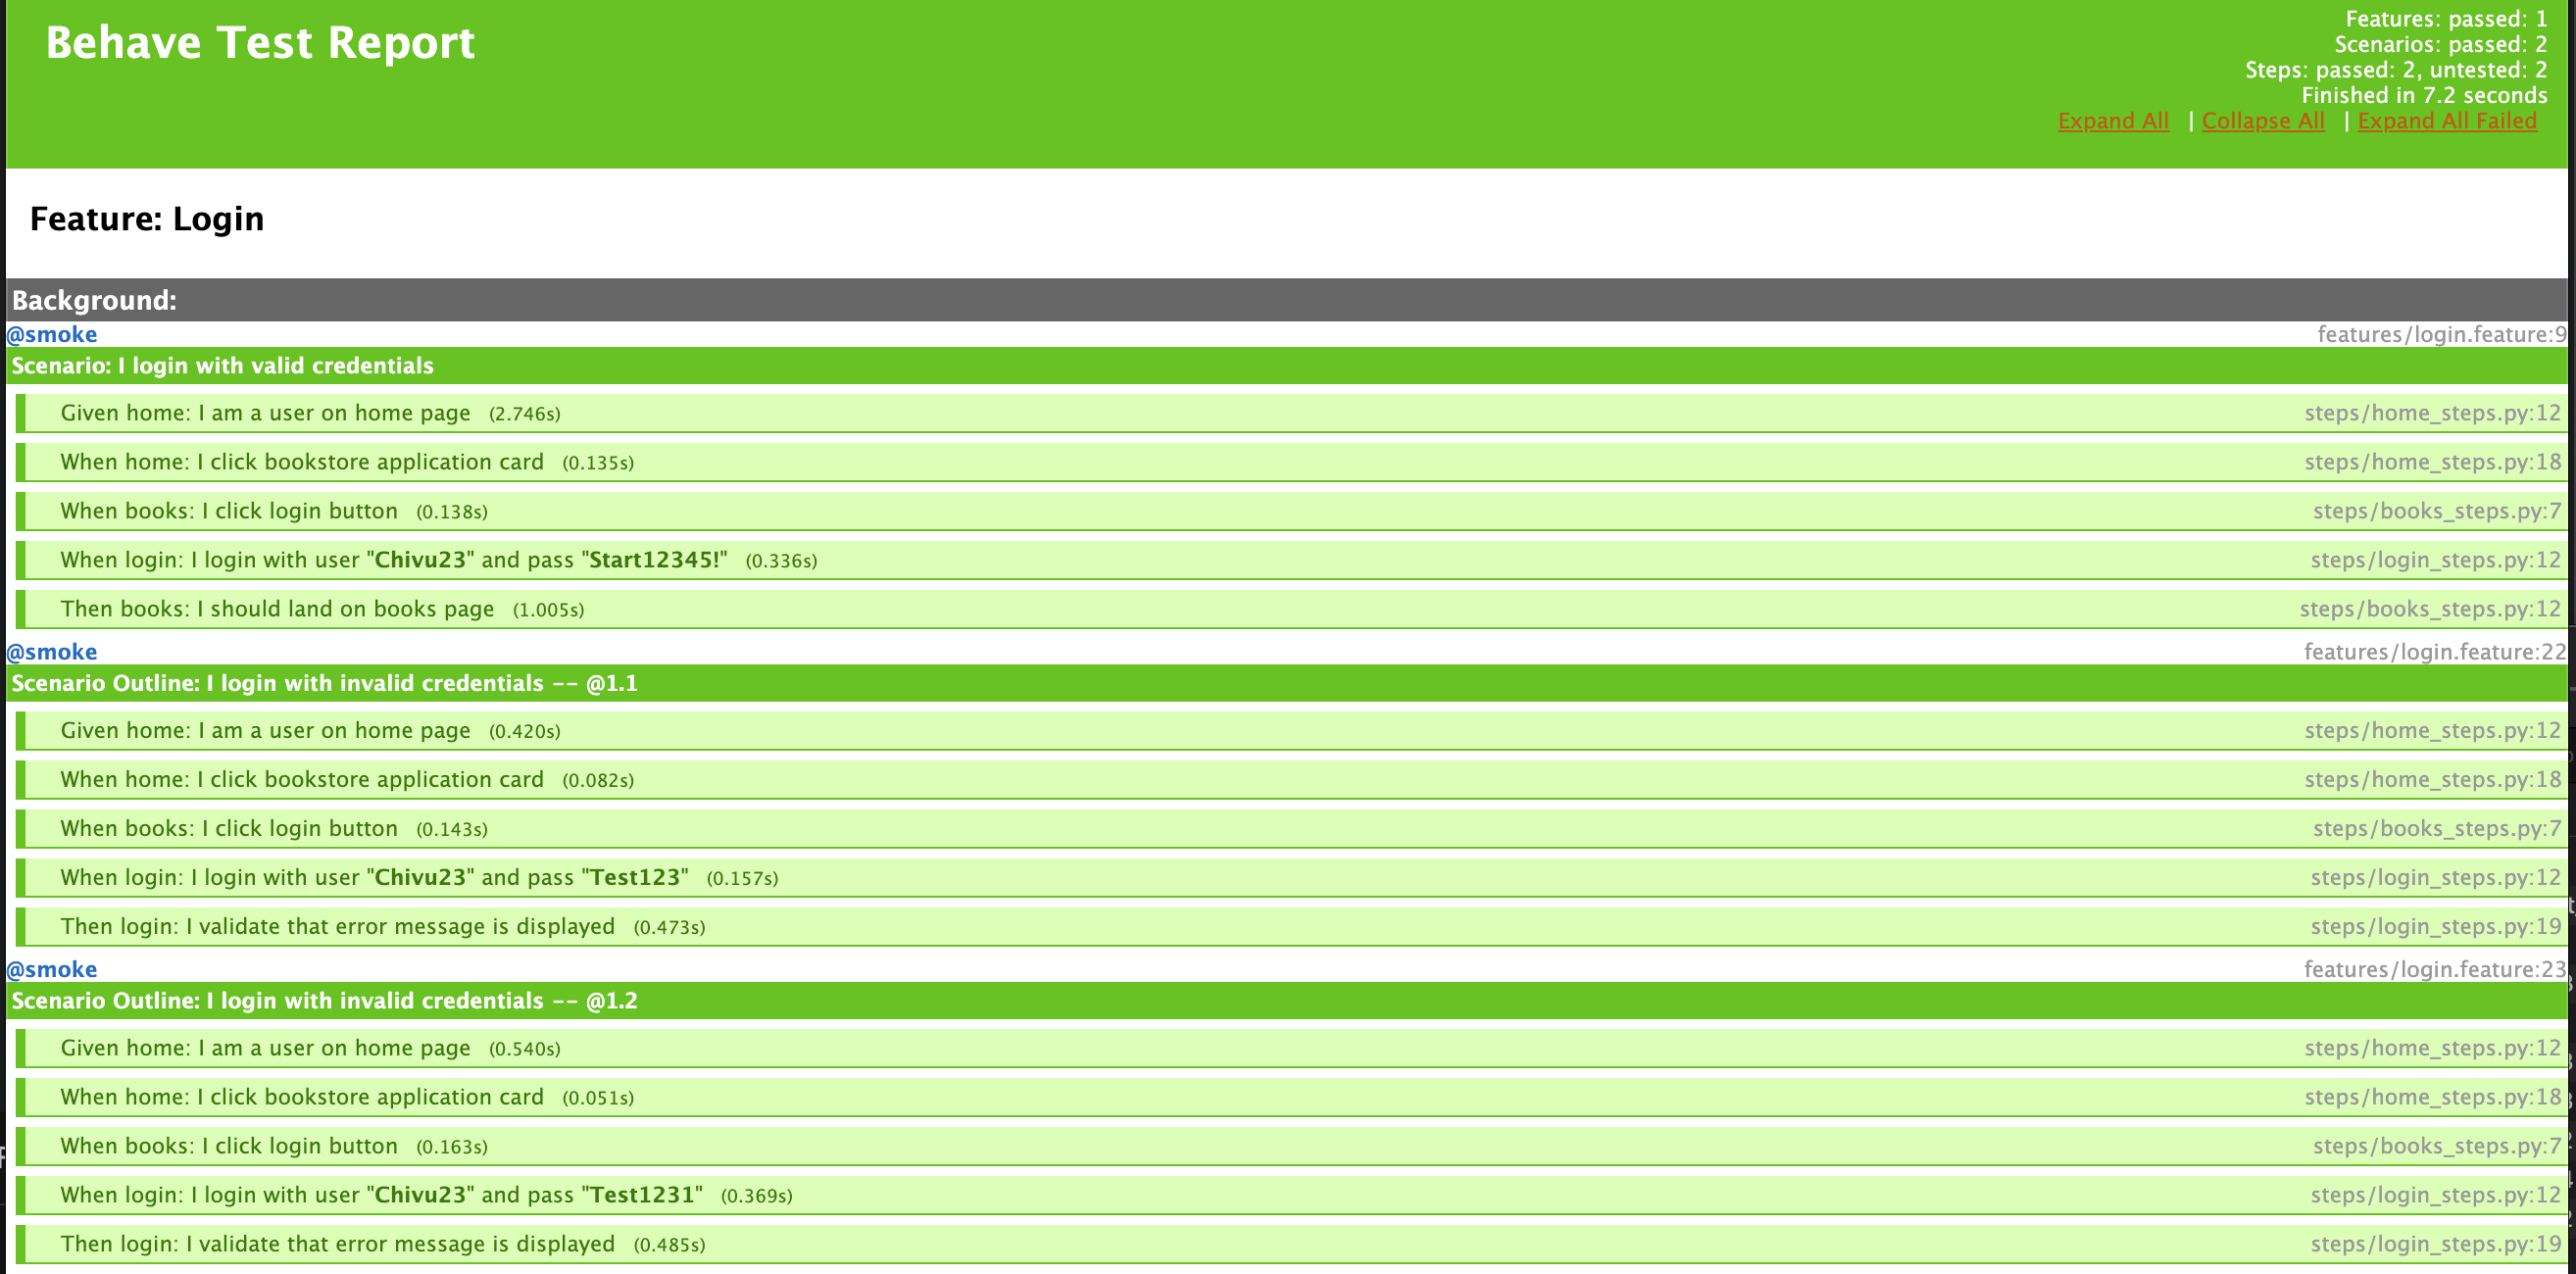 Behave Test Report
Features: passed: 1
Scenarios: passed: 2
Steps: passed: 2, untested: 2
Finished in 7.2 seconds
Expand All | Collapse All | Expand All Failed
Feature: Login
Background:
@smoke features/login.feature:9
Scenario: I login with valid credentials
Given home: I am a user on home page (2.746s) steps/home_steps.py:12
When home: I click bookstore application card (0.135s) steps/home_steps.py:18
When books: I click login button (0.138s) steps/books_steps.py:7
When login: I login with user "Chivu23" and pass "Start12345!" (0.336s) steps/login_steps.py:12
Then books: I should land on books page (1.005s) steps/books_steps.py:12
@smoke features/login.feature:22
Scenario Outline: I login with invalid credentials -- @1.1
Given home: I am a user on home page (0.420s) steps/home_steps.py:12
When home: I click bookstore application card (0.082s) steps/home_steps.py:18
When books: I click login button (0.143s) steps/books_steps.py:7
When login: I login with user "Chivu23" and pass "Test123" (0.157s) steps/login_steps.py:12
Then login: I validate that error message is displayed (0.473s) steps/login_steps.py:19
@smoke features/login.feature:23
Scenario Outline: I login with invalid credentials -- @1.2
Given home: I am a user on home page (0.540s) steps/home_steps.py:12
When home: I click bookstore application card (0.051s) steps/home_steps.py:18
When books: I click login button (0.163s) steps/books_steps.py:7
When login: I login with user "Chivu23" and pass "Test1231" (0.369s) steps/login_steps.py:12
Then login: I validate that error message is displayed (0.485s) steps/login_steps.py:19